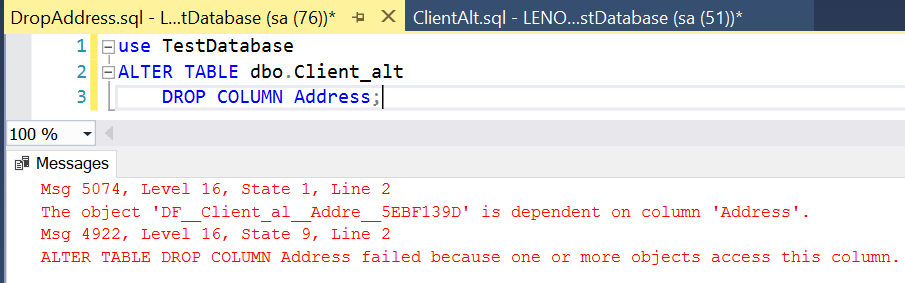 DropAddress.sql - L...tDatabase (sa (76))* ClientAlt.sql - LENO...stDatabase (sa (51))*
1 use TestDatabase
2 ALTER TABLE dbo.Client_alt
3 DROP COLUMN Address;
100 %
Messages
Msg 5074, Level 16, State 1, Line 2
The object 'DF__Client_al__Addre__5EBF139D' is dependent on column 'Address'.
Msg 4922, Level 16, State 9, Line 2
ALTER TABLE DROP COLUMN Address failed because one or more objects access this column.